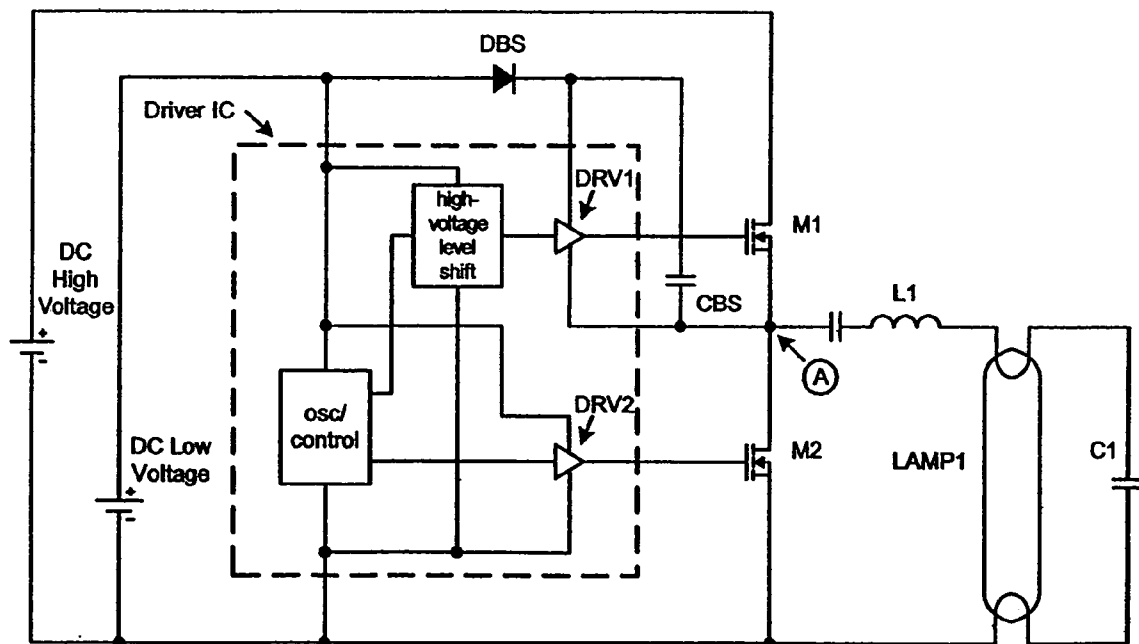 DBS
Driver IC
DRV1
high-
voltage
level
shift
M1
DC
High
Voltage
+
-
CBS
L1
A
osc/
control
DRV2
DC Low
Voltage
+
-
M2
LAMP1
C1